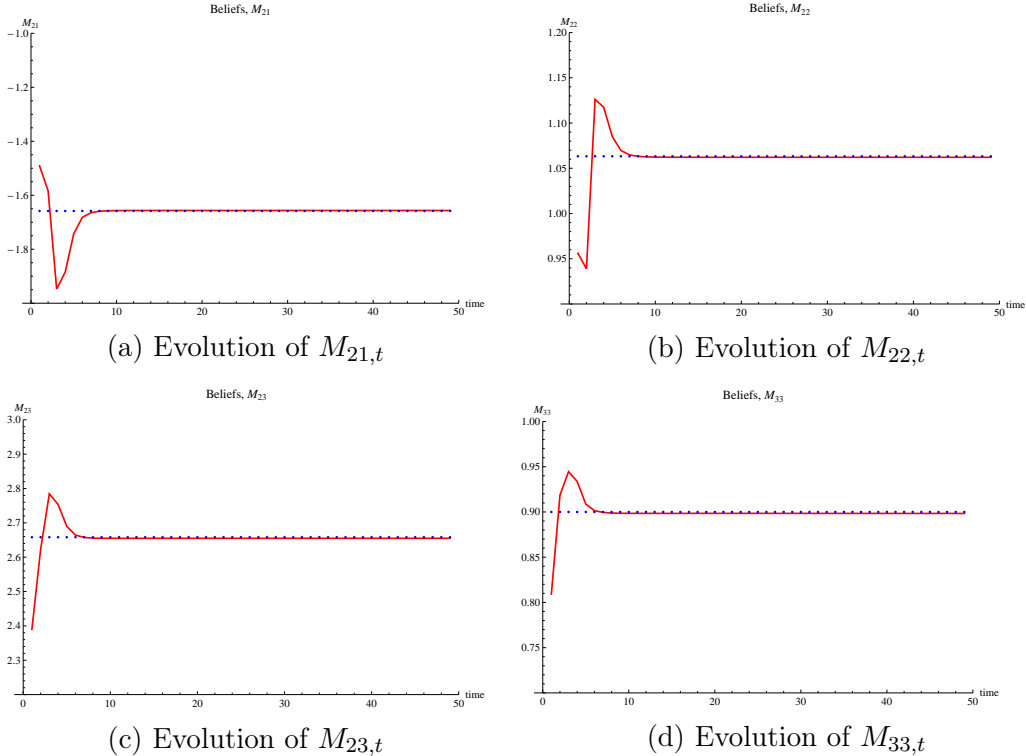 Beliefs, M21
M21
−1.0
−1.2
−1.4
−1.6
−1.8
0 10 20 30 40 50
time
(a) Evolution of M21,t
Beliefs, M22
M22
1.20
1.15
1.10
1.05
1.00
0.95
0 10 20 30 40 50
time
(b) Evolution of M22,t
Beliefs, M23
M23
3.0
2.9
2.8
2.7
2.6
2.5
2.4
2.3
0 10 20 30 40 50
time
(c) Evolution of M23,t
Beliefs, M33
M33
1.00
0.95
0.90
0.85
0.80
0.75
0 10 20 30 40 50
time
(d) Evolution of M33,t